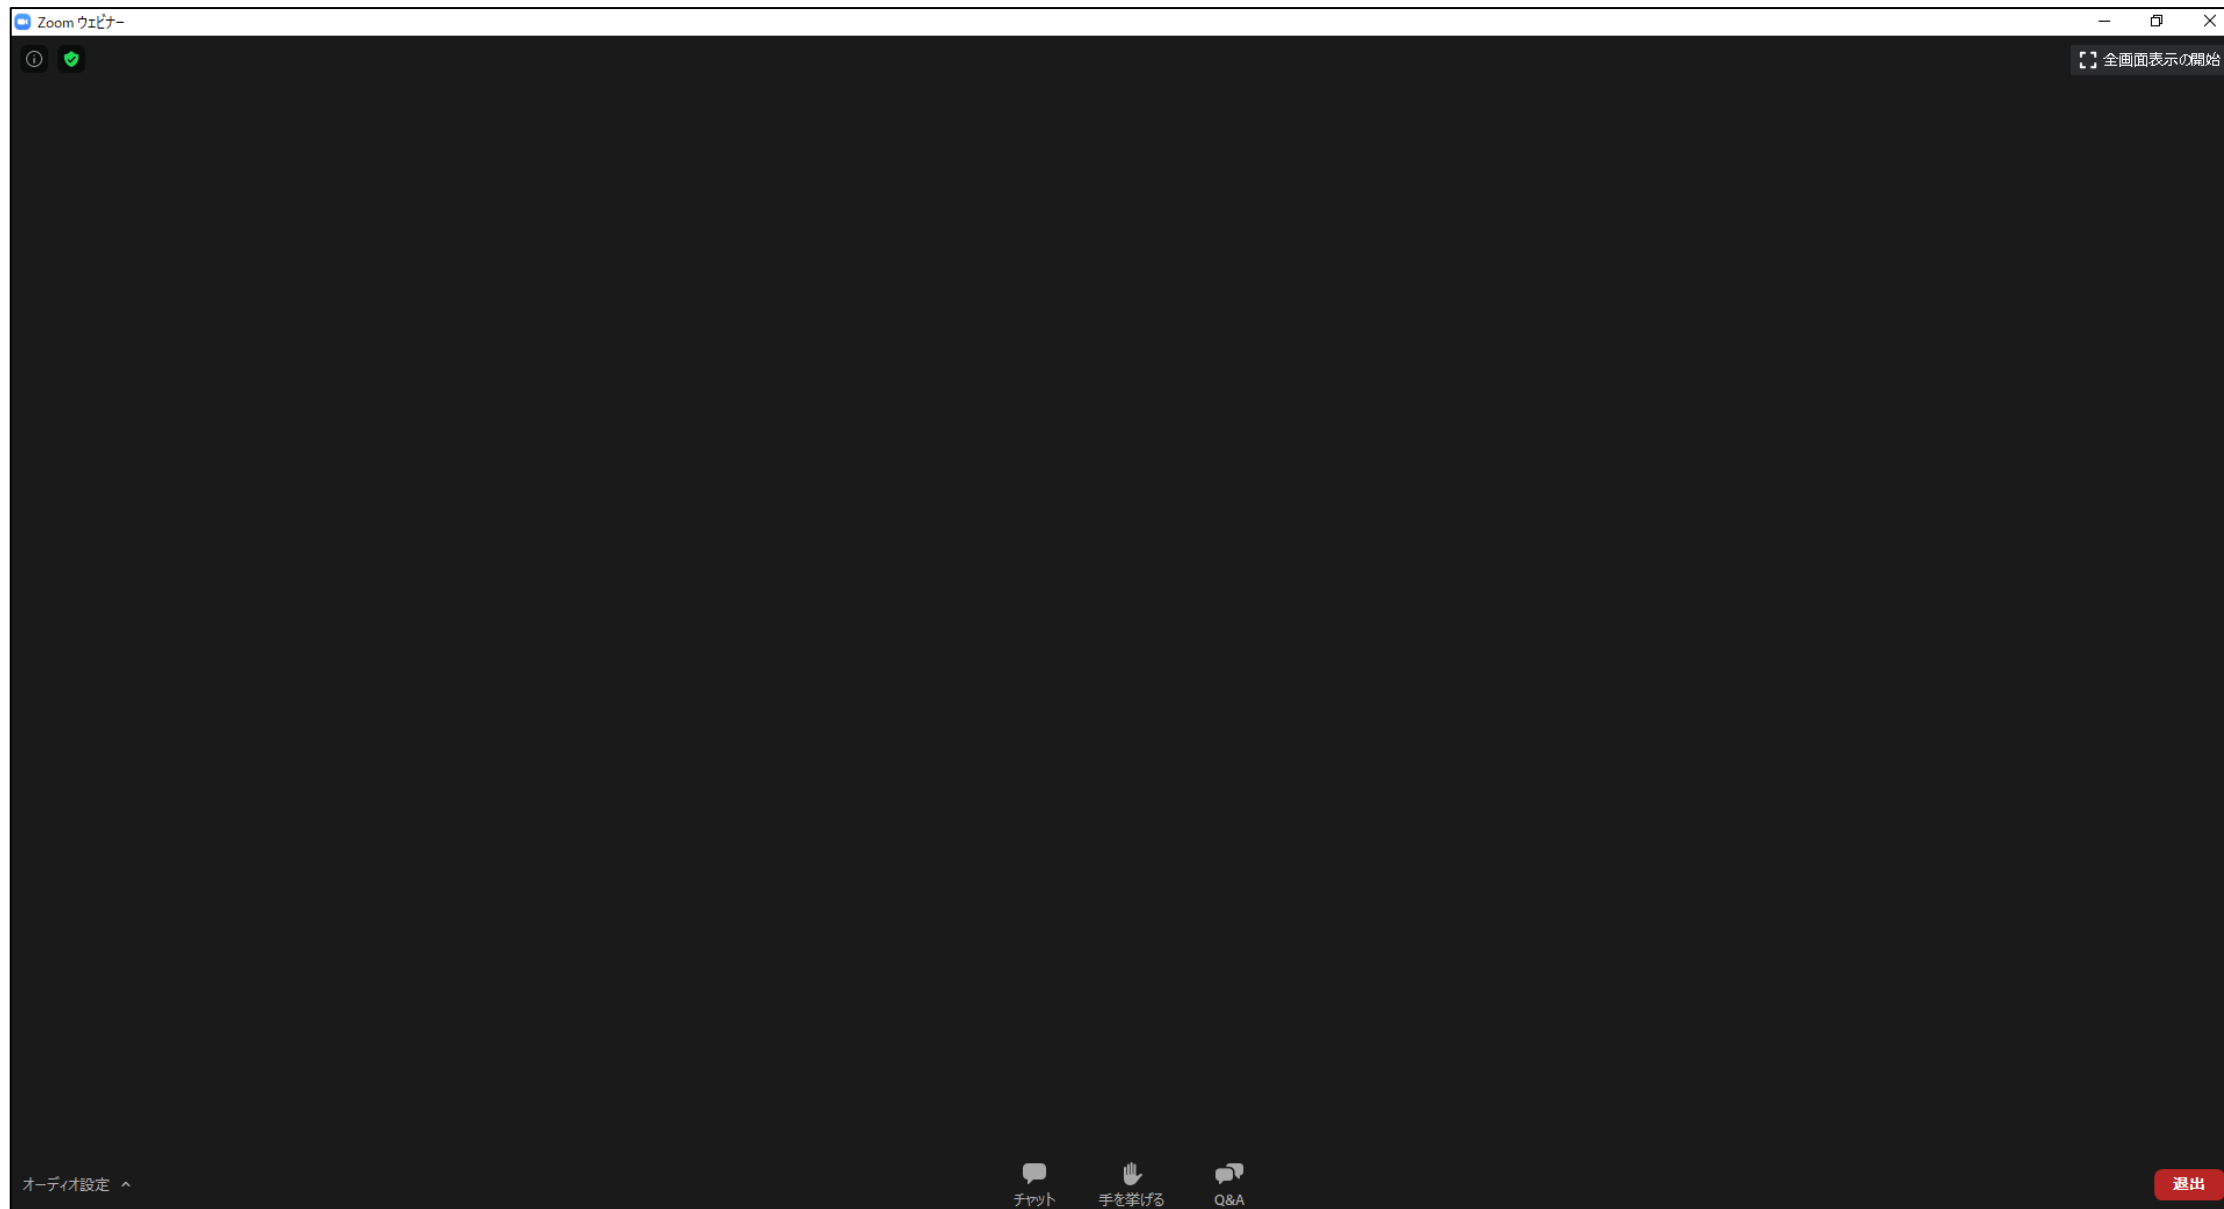 Zoom ウェビナー
全画面表示の開始
オーディオ設定
チャット
手を挙げる
Q&A
退出